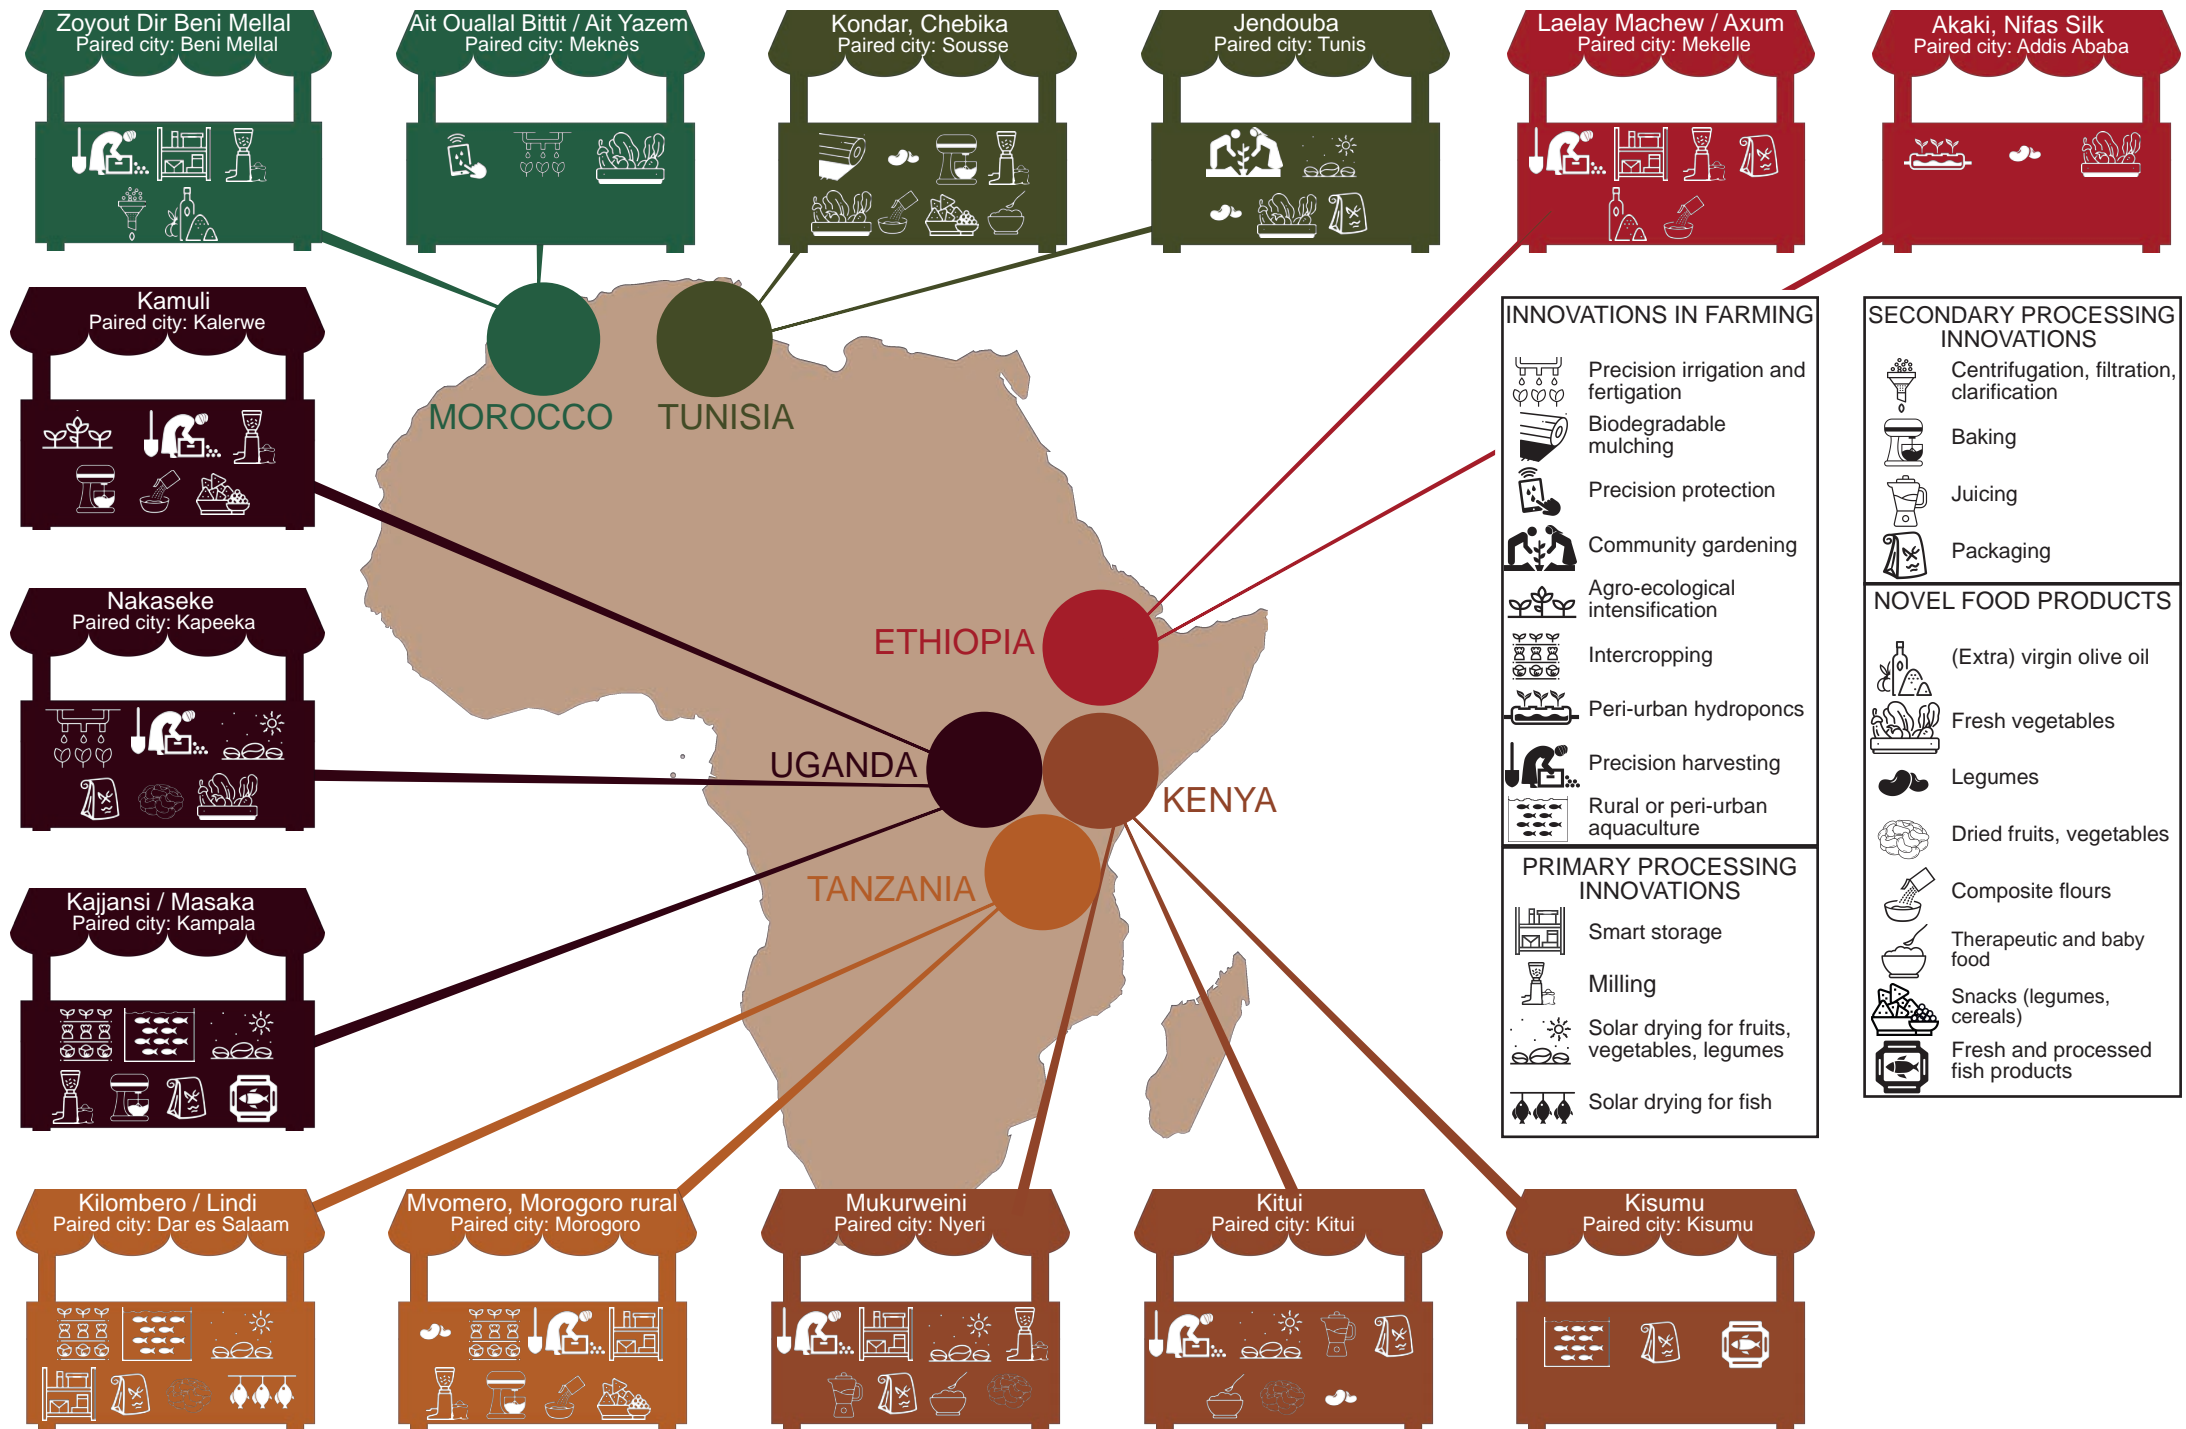 Zoyout Dir Beni Mellal
Paired city: Beni Mellal
Ait Ouallal Bittit / Ait Yazem
Paired city: Meknès
Kondar, Chebika
Paired city: Sousse
Jendouba
Paired city: Tunis
Laelay Machew / Axum
Paired city: Mekelle
Akaki, Nifas Silk
Paired city: Addis Ababa
Kamuli
Paired city: Kalerwe
Nakaseke
Paired city: Kapeeka
Kajjansi / Masaka
Paired city: Kampala
MOROCCO
TUNISIA
ETHIOPIA
UGANDA
KENYA
TANZANIA
INNOVATIONS IN FARMING
Precision irrigation and
fertigation
Biodegradable
mulching
Precision protection
Community gardening
Agro-ecological
intensification
Intercropping
Peri-urban hydroponcs
Precision harvesting
Rural or peri-urban
aquaculture
PRIMARY PROCESSING
INNOVATIONS
Smart storage
Milling
Solar drying for fruits,
vegetables, legumes
Solar drying for fish
SECONDARY PROCESSING
INNOVATIONS
Centrifugation, filtration,
clarification
Baking
Juicing
Packaging
NOVEL FOOD PRODUCTS
(Extra) virgin olive oil
Fresh vegetables
Legumes
Dried fruits, vegetables
Composite flours
Therapeutic and baby
food
Snacks (legumes,
cereals)
Fresh and processed
fish products
Kilombero / Lindi
Paired city: Dar es Salaam
Mvomero, Morogoro rural
Paired city: Morogoro
Mukurweini
Paired city: Nyeri
Kitui
Paired city: Kitui
Kisumu
Paired city: Kisumu